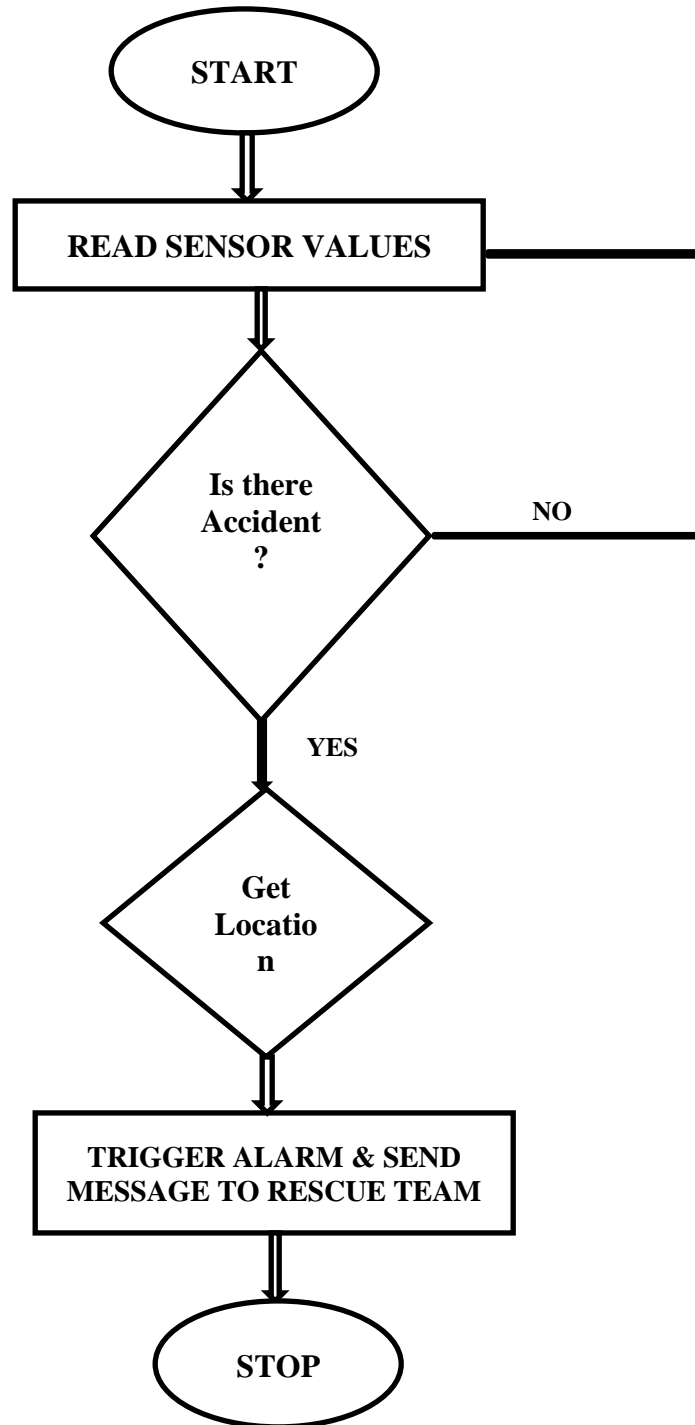 START
READ SENSOR VALUES
Is there
Accident
?
NO
YES
Get
Locatio
n
TRIGGER ALARM & SEND
MESSAGE TO RESCUE TEAM
STOP